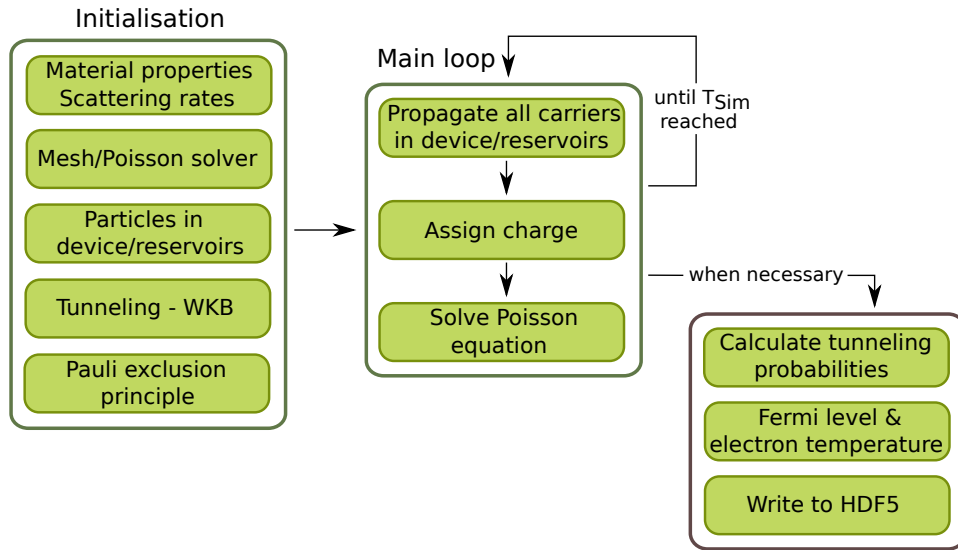 Initialisation
Material properties
Scattering rates
Mesh/Poisson solver
Particles in
device/reservoirs
Tunneling - WKB
Pauli exclusion
principle
Main loop
Propagate all carriers
in device/reservoirs
Assign charge
Solve Poisson
equation
until TSim
reached
when necessary
Calculate tunneling
probabilities
Fermi level &
electron temperature
Write to HDF5